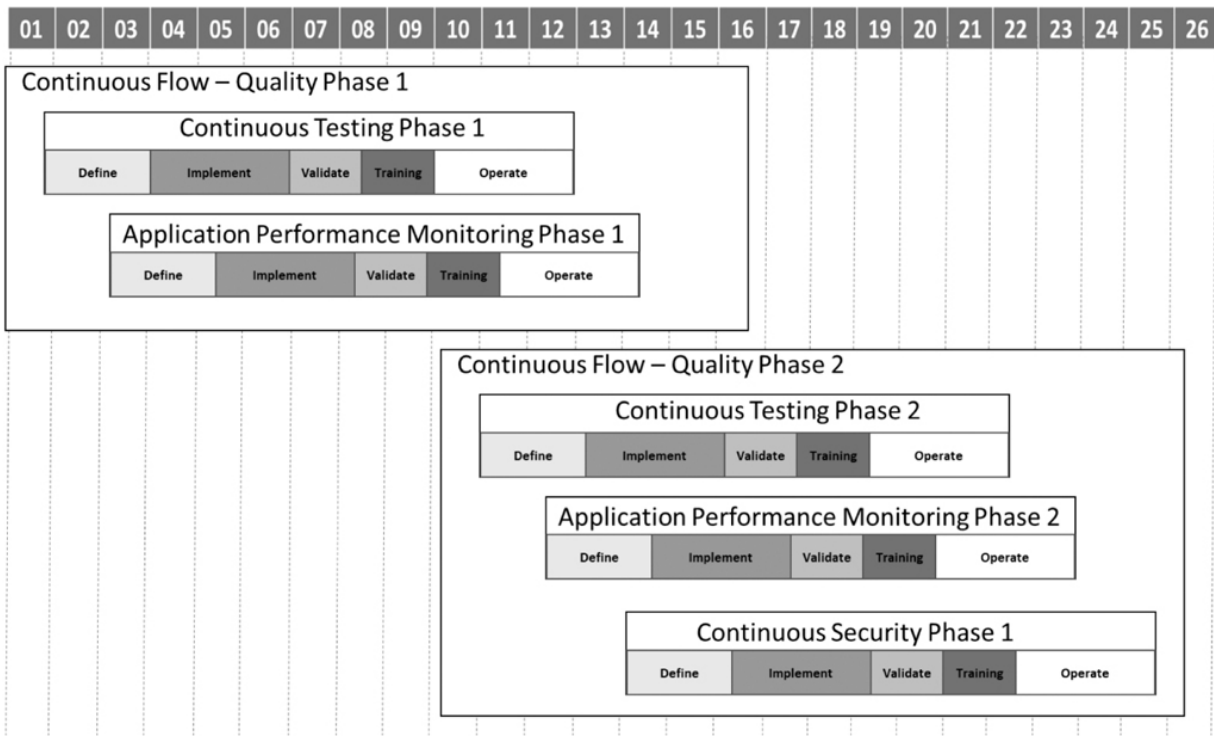 01 02 03 04 05 06 07 08 09 10 11 12 13 14 15 16 17 18 19 20 21 22 23 24 25 26
Continuous Flow – Quality Phase 1
Continuous Testing Phase 1
Define Implement Validate Training Operate
Application Performance Monitoring Phase 1
Define Implement Validate Training Operate
Continuous Flow – Quality Phase 2
Continuous Testing Phase 2
Define Implement Validate Training Operate
Application Performance Monitoring Phase 2
Define Implement Validate Training Operate
Continuous Security Phase 1
Define Implement Validate Training Operate